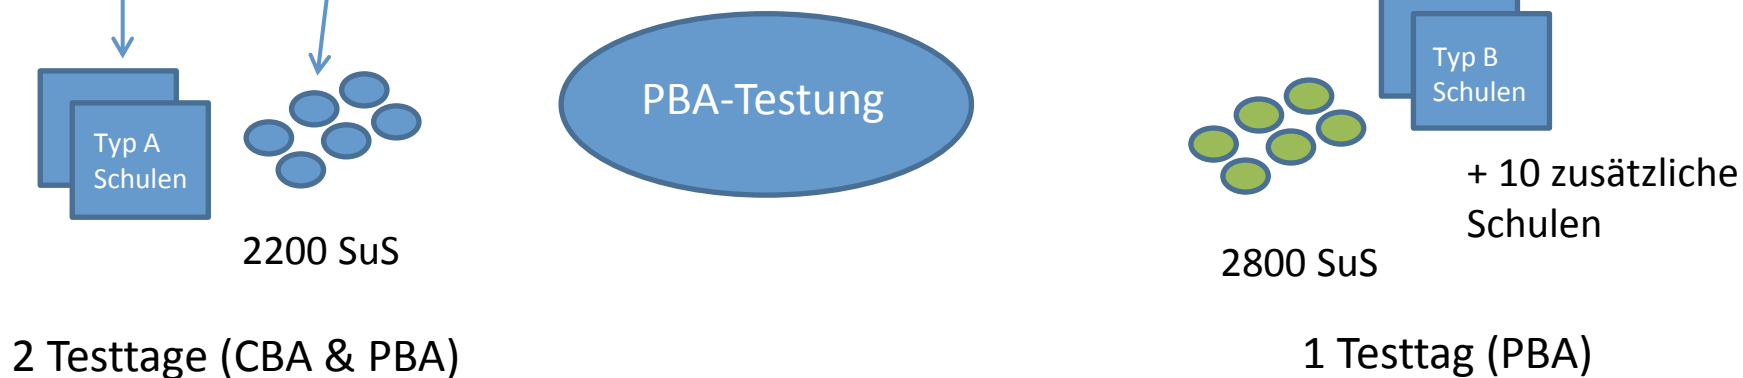 Typ A
Schulen
2200 SuS
2 Testtage (CBA & PBA)
PBA-Testung
Typ B
Schulen
+ 10 zusätzliche
Schulen
2800 SuS
1 Testtag (PBA)